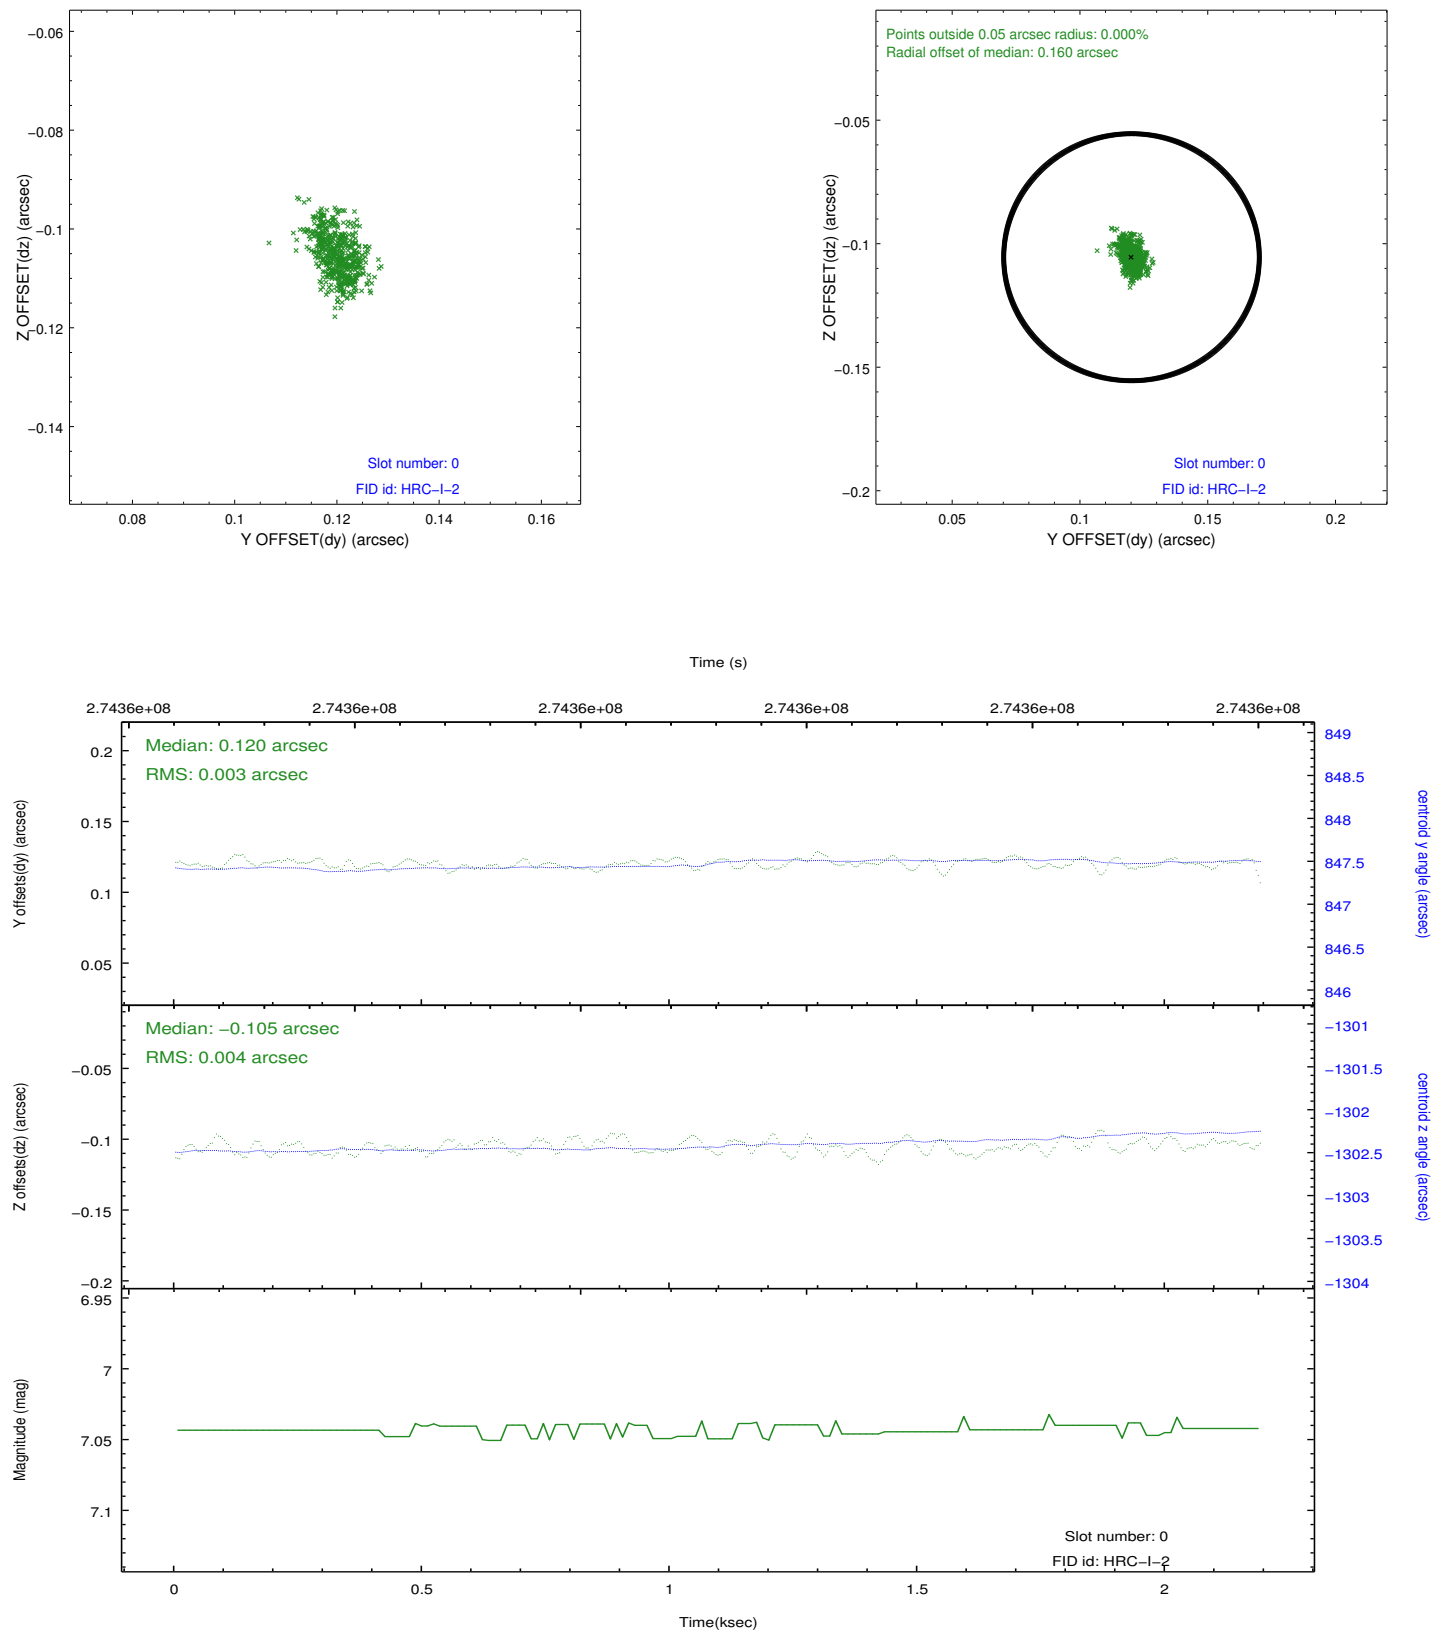 −0.06
−0.08
−0.1
−0.12
−0.14
Z OFFSET(dz) (arcsec)
Slot number: 0
FID id: HRC−I−2
0.08 0.1 0.12 0.14 0.16
Y OFFSET(dy) (arcsec)
Points outside 0.05 arcsec radius: 0.000%
Radial offset of median: 0.160 arcsec
−0.05
−0.1
−0.15
−0.2
Z OFFSET(dz) (arcsec)
Slot number: 0
FID id: HRC−I−2
0.05 0.1 0.15 0.2
Y OFFSET(dy) (arcsec)
Time (s)
2.7436e+08 2.7436e+08 2.7436e+08 2.7436e+08 2.7436e+08 2.7436e+08
Median: 0.120 arcsec
RMS: 0.003 arcsec
0.2
0.15
0.1
0.05
Y offsets(dy) (arcsec)
849
848.5
848
847.5
847
846.5
846
centroid y angle (arcsec)
Median: −0.105 arcsec
RMS: 0.004 arcsec
−0.05
−0.1
−0.15
−0.2
Z offsets(dz) (arcsec)
−1301
−1301.5
−1302
−1302.5
−1303
−1303.5
−1304
centroid z angle (arcsec)
6.95
7
7.05
7.1
Magnitude (mag)
Slot number: 0
FID id: HRC−I−2
0 0.5 1 1.5 2
Time(ksec)